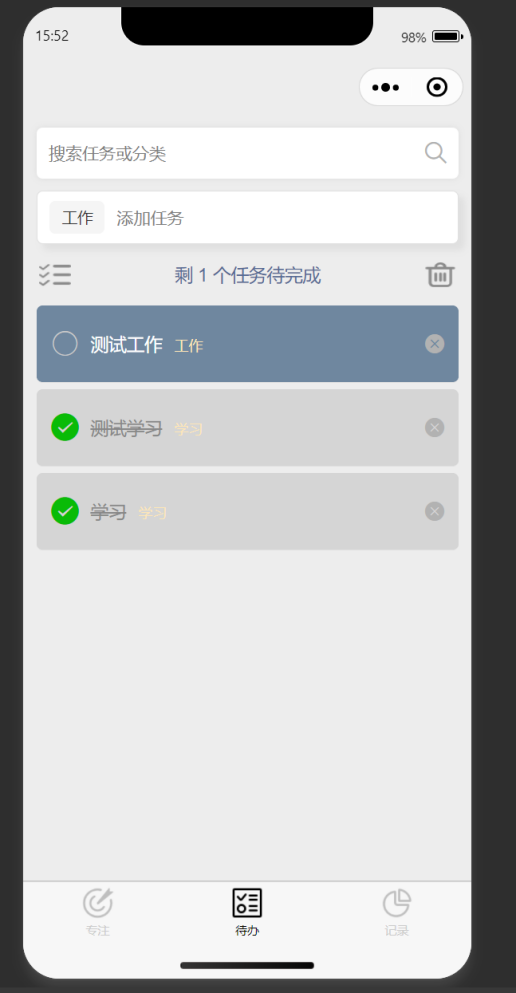 15:52
98%
搜索任务或分类
工作 添加任务
剩 1 个任务待完成
测试工作 工作
测试学习 学习
学习 学习
专注 待办 记录